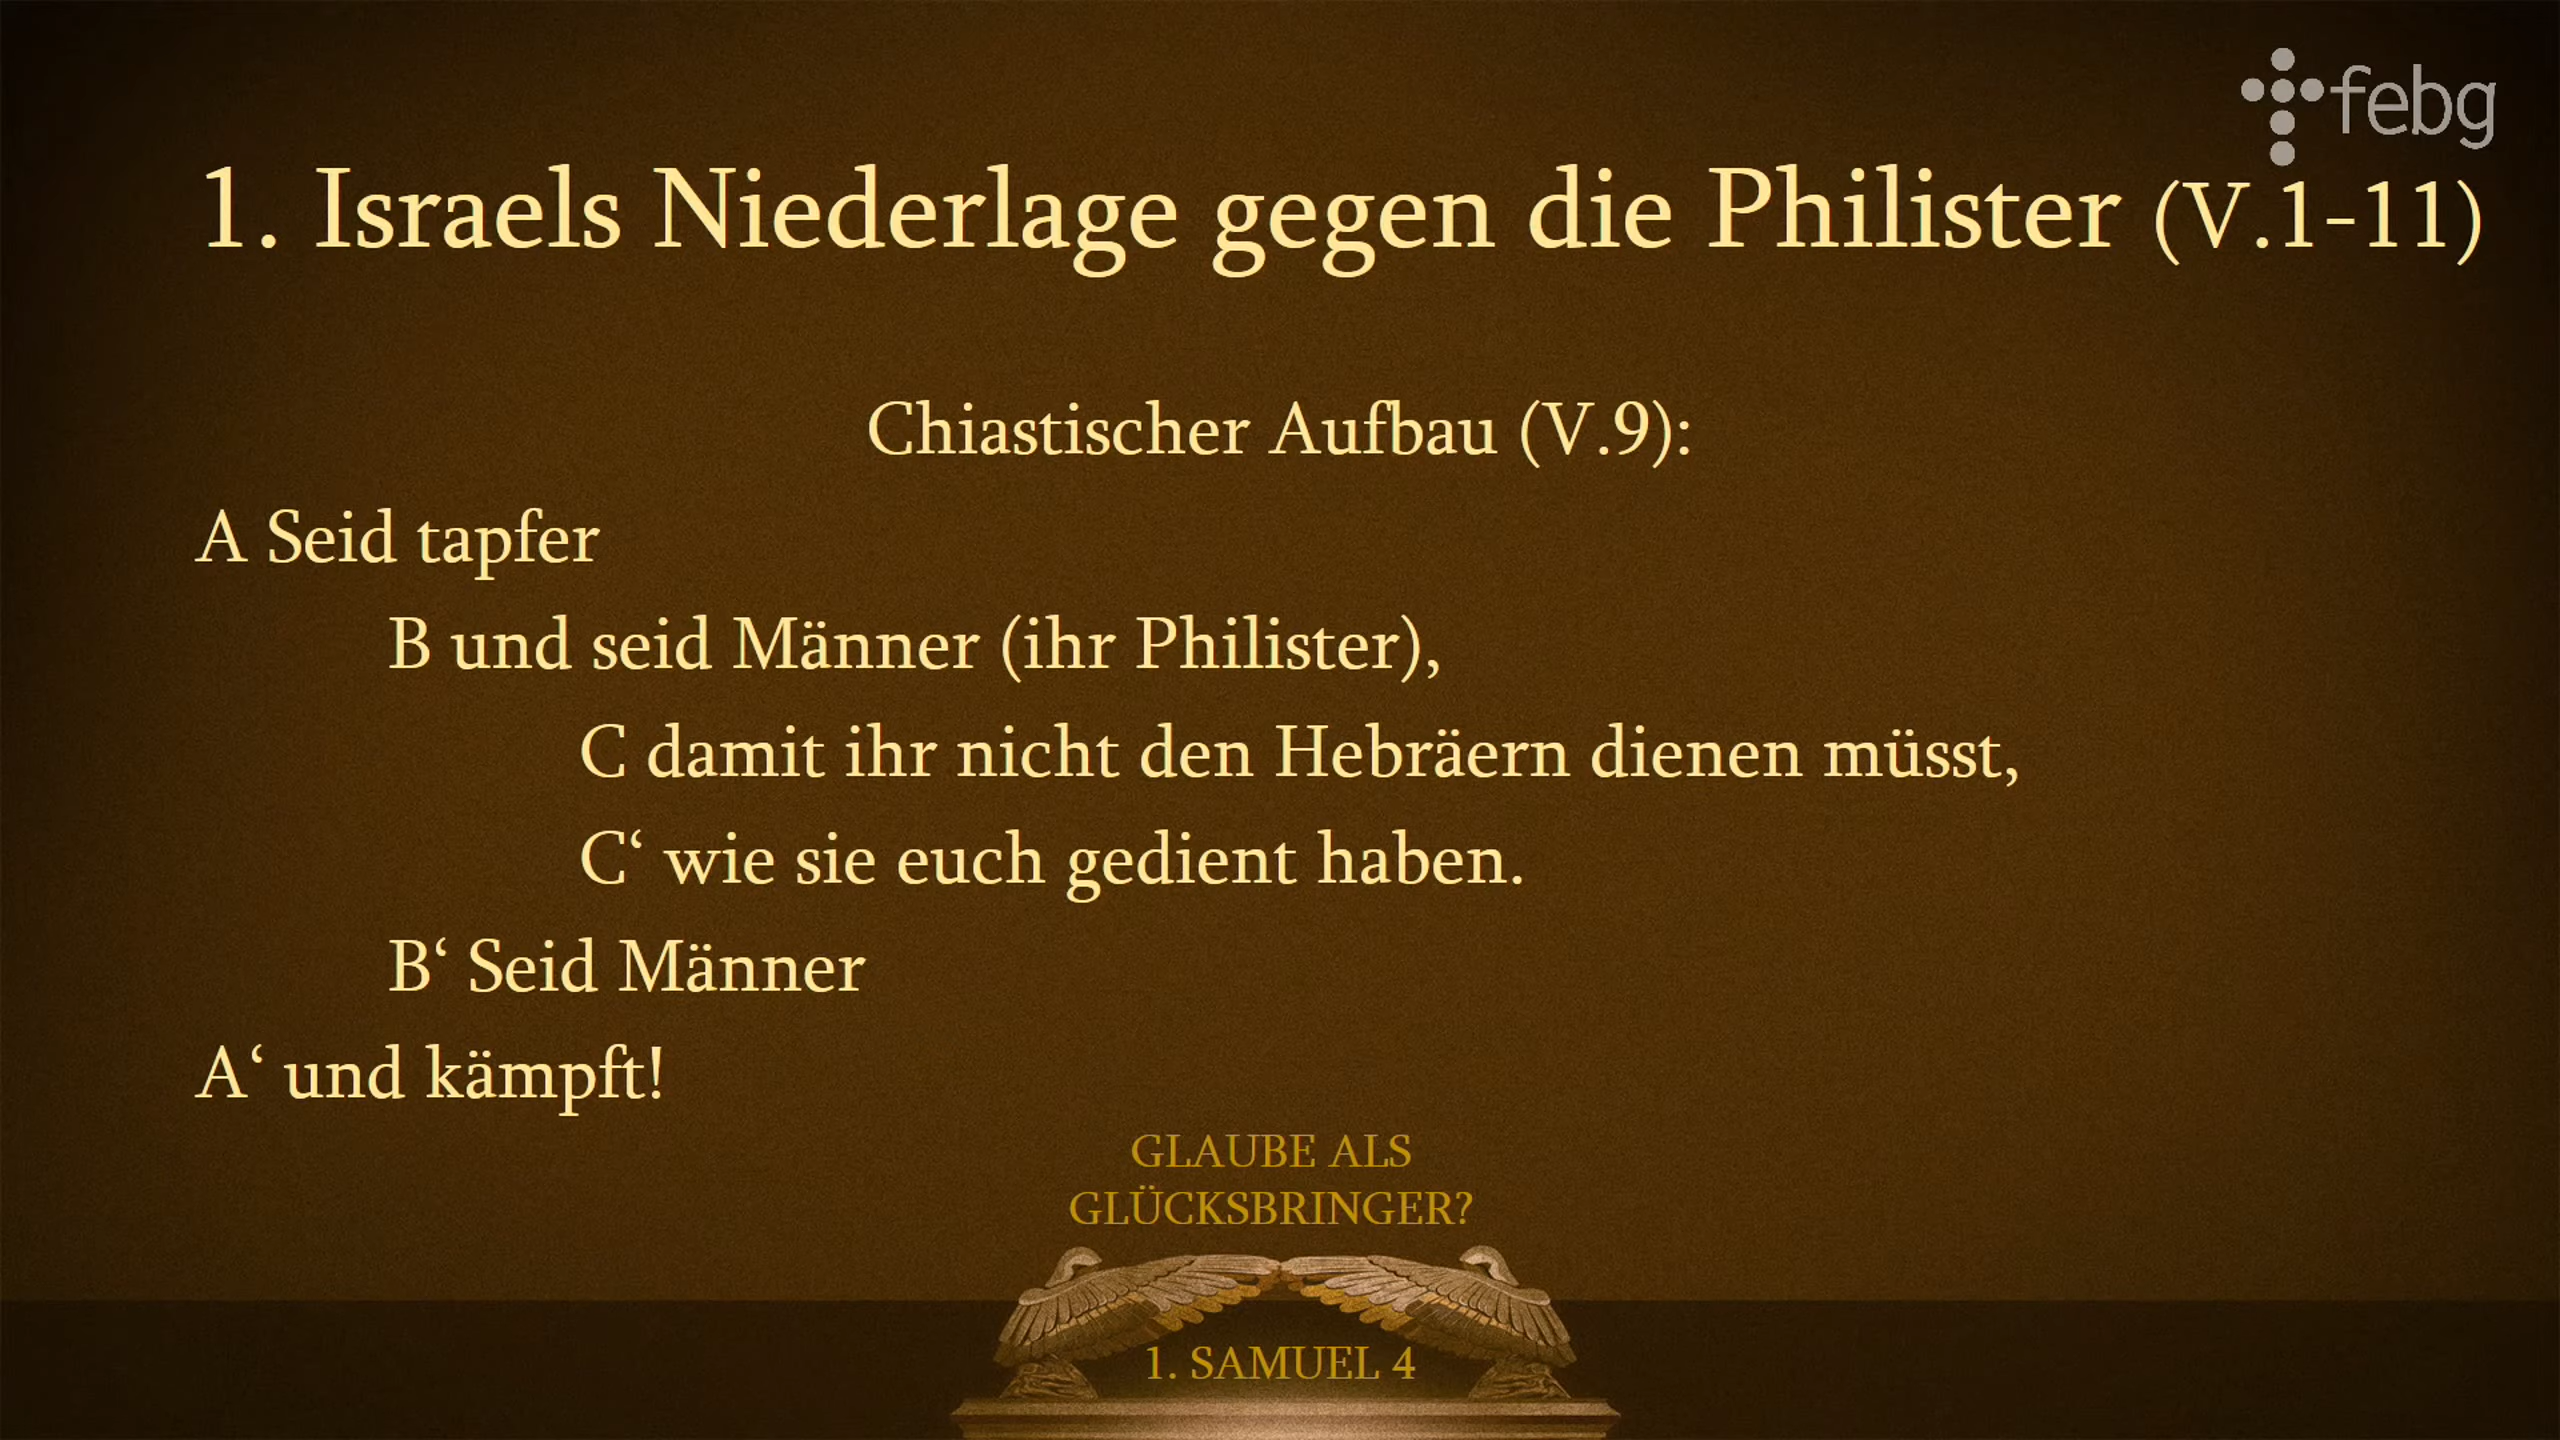 febg
1. Israels Niederlage gegen die Philister (V.1-11)
Chiastischer Aufbau (V.9):
A Seid tapfer
B und seid Männer (ihr Philister),
C damit ihr nicht den Hebräern dienen müsst,
C‘ wie sie euch gedient haben.
B‘ Seid Männer
A‘ und kämpft!
GLAUBE ALS
GLÜCKSBRINGER?
1. SAMUEL 4